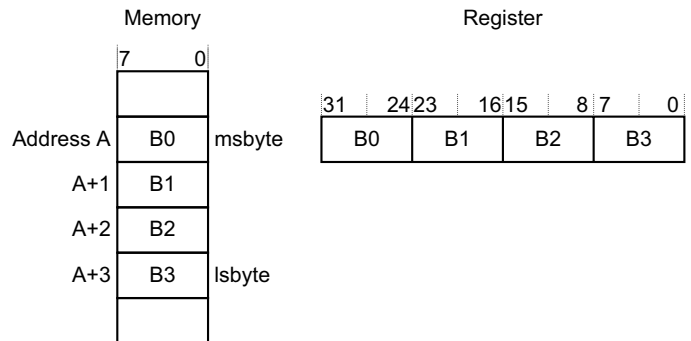 Memory
Register
7 0
31 24 23 16 15 8 7 0
Address A B0 msbyte
B0 B1 B2 B3
A+1 B1
A+2 B2
A+3 B3 lsbyte